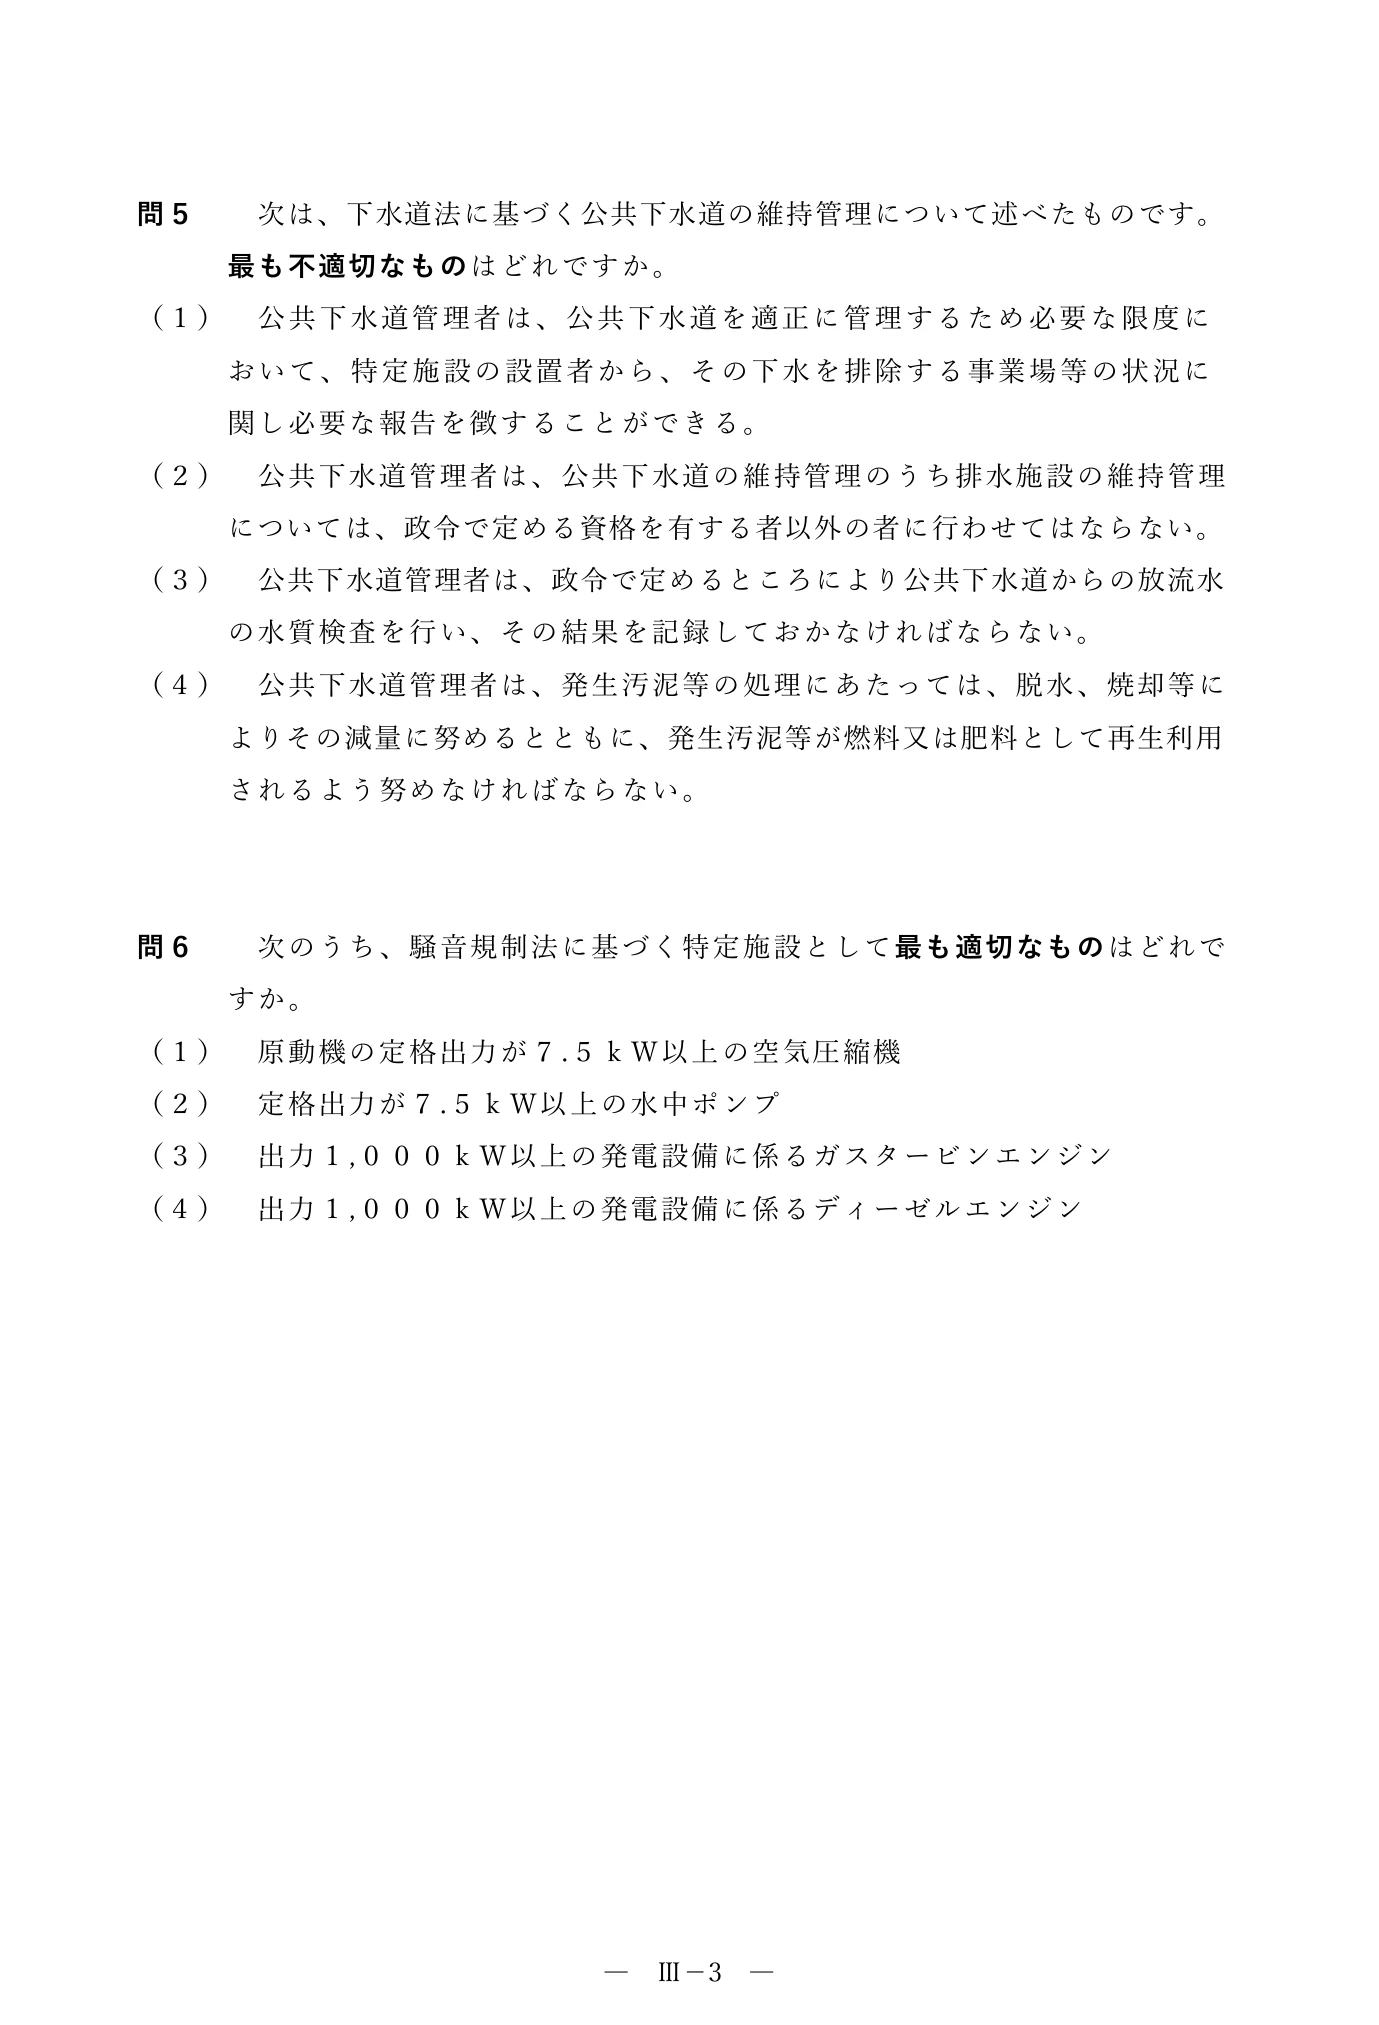 問５　　次は、下水道法に基づく公共下水道の維持管理について述べたものです。
最も不適切なものはどれですか。
（１）　公共下水道管理者は、公共下水道を適正に管理するため必要な限度に
おいて、特定施設の設置者から、その下水を排除する事業場等の状況に
関し必要な報告を徴することができる。
（２）　公共下水道管理者は、公共下水道の維持管理のうち排水施設の維持管理
については、政令で定める資格を有する者以外の者に行わせてはならない。
（３）　公共下水道管理者は、政令で定めるところにより公共下水道からの放流水
の水質検査を行い、その結果を記録しておかなければならない。
（４）　公共下水道管理者は、発生汚泥等の処理にあたっては、脱水、焼却等に
よりその減量に努めるとともに、発生汚泥等が燃料又は肥料として再生利用
されるよう努めなければならない。
問６　　次のうち、騒音規制法に基づく特定施設として最も適切なものはどれで
すか。
（１）　原動機の定格出力が７.５ｋＷ以上の空気圧縮機
（２）　定格出力が７.５ｋＷ以上の水中ポンプ
（３）　出力１,０００ｋＷ以上の発電設備に係るガスタービンエンジン
（４）　出力１,０００ｋＷ以上の発電設備に係るディーゼルエンジン
―　Ⅲ－3　―